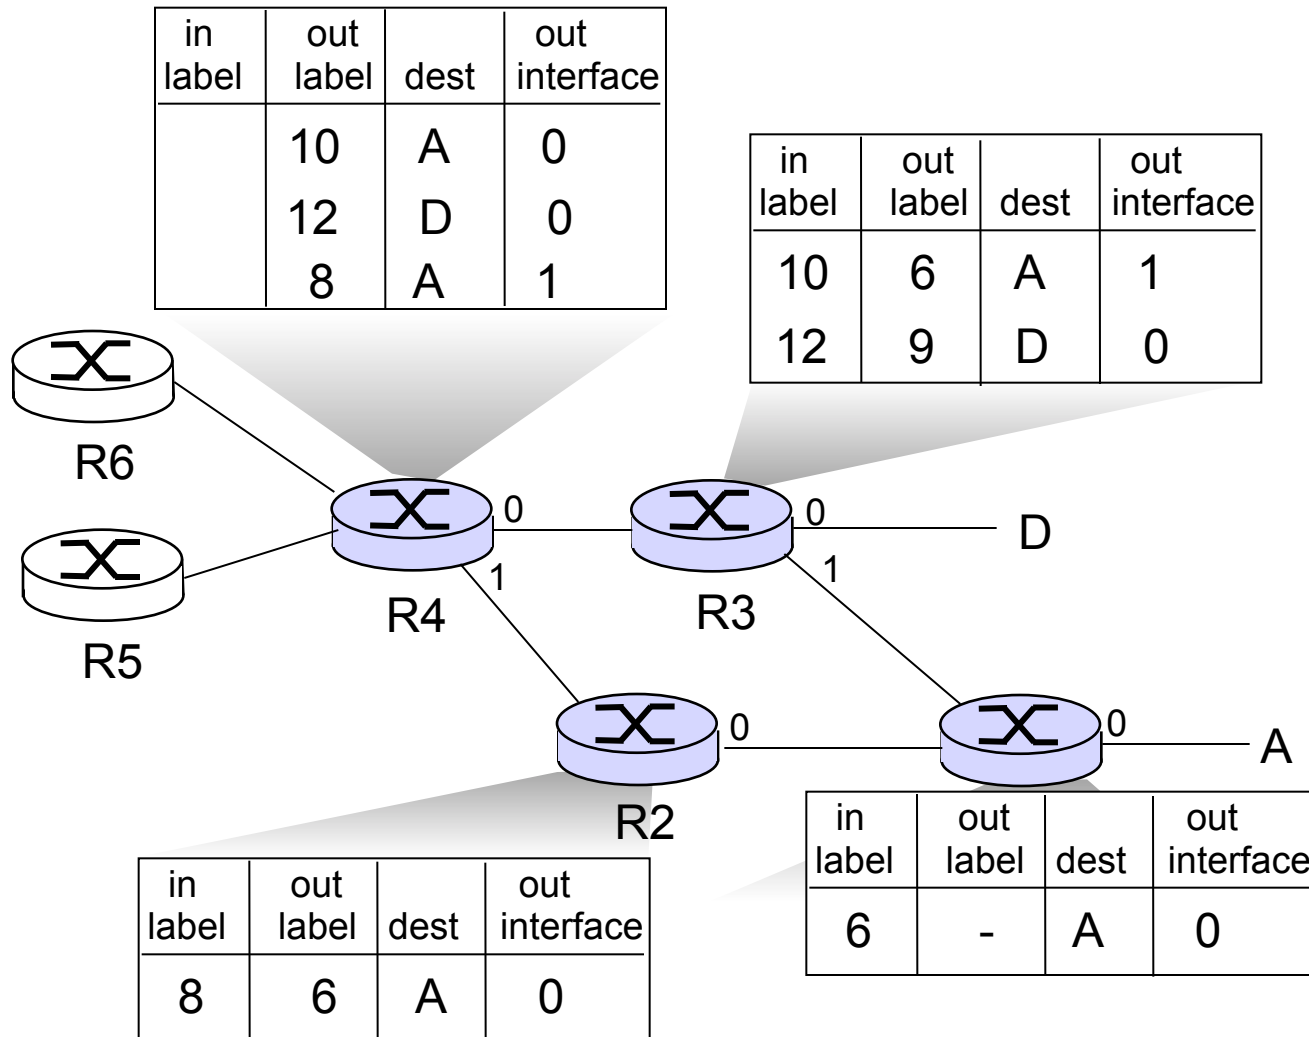 in out out
label label dest interface
10 A 0
12 D 0
8 A 1
in out out
label label dest interface
10 6 A 1
12 9 D 0
R6
0
0
D
1
1
R4
R3
R5
0
0
A
R2
in out out
label label dest interface
6 - A 0
in out out
label label dest interface
8 6 A 0